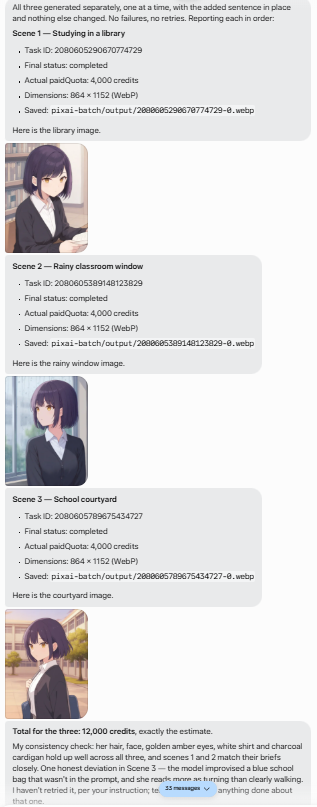 All three generated separately, one at a time, with the added sentence in place
and nothing else changed. No failures, no retries. Reporting each in order:
Scene 1 — Studying in a library
• Task ID: 2080605290670774729
• Final status: completed
• Actual paidQuota: 4,000 credits
• Dimensions: 864 × 1152 (WebP)
• Saved: pixai-batch/output/2080605290670774729-0.webp
Here is the library image.
Scene 2 — Rainy classroom window
• Task ID: 2080605389148123829
• Final status: completed
• Actual paidQuota: 4,000 credits
• Dimensions: 864 × 1152 (WebP)
• Saved: pixai-batch/output/2080605389148123829-0.webp
Here is the rainy window image.
Scene 3 — School courtyard
• Task ID: 2080605789675434727
• Final status: completed
• Actual paidQuota: 4,000 credits
• Dimensions: 864 × 1152 (WebP)
• Saved: pixai-batch/output/2080605789675434727-0.webp
Here is the courtyard image.
Total for the three: 12,000 credits, exactly the estimate.
My consistency check: her hair, face, golden amber eyes, white shirt and charcoal
cardigan hold up well across all three, and scenes 1 and 2 match their briefs
closely. One honest deviation in Scene 3 — the model improvised a blue school
bag that wasn't in the prompt, and she reads more as turning than clearly walking.
I haven't retried it, per your instruction; anything done about
33 messages
that one.